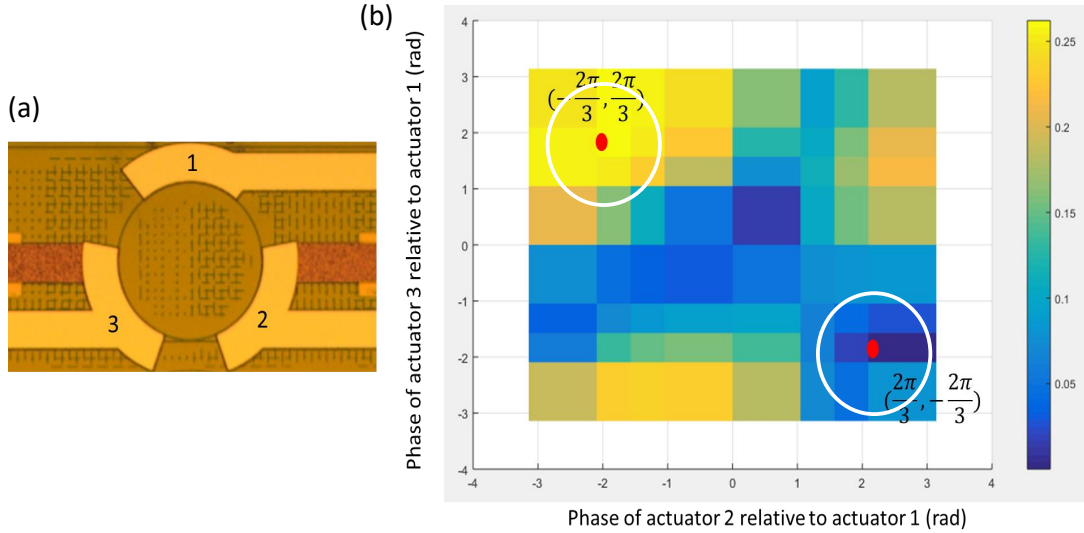 (a)
1
2
3
(b)
Phase of actuator 3 relative to actuator 1 (rad)
4
3
2
1
0
-1
-2
-3
-4
(-2π/3, 2π/3)
(2π/3, -2π/3)
-4 -3 -2 -1 0 1 2 3 4
Phase of actuator 2 relative to actuator 1 (rad)
0.25
0.2
0.15
0.1
0.05